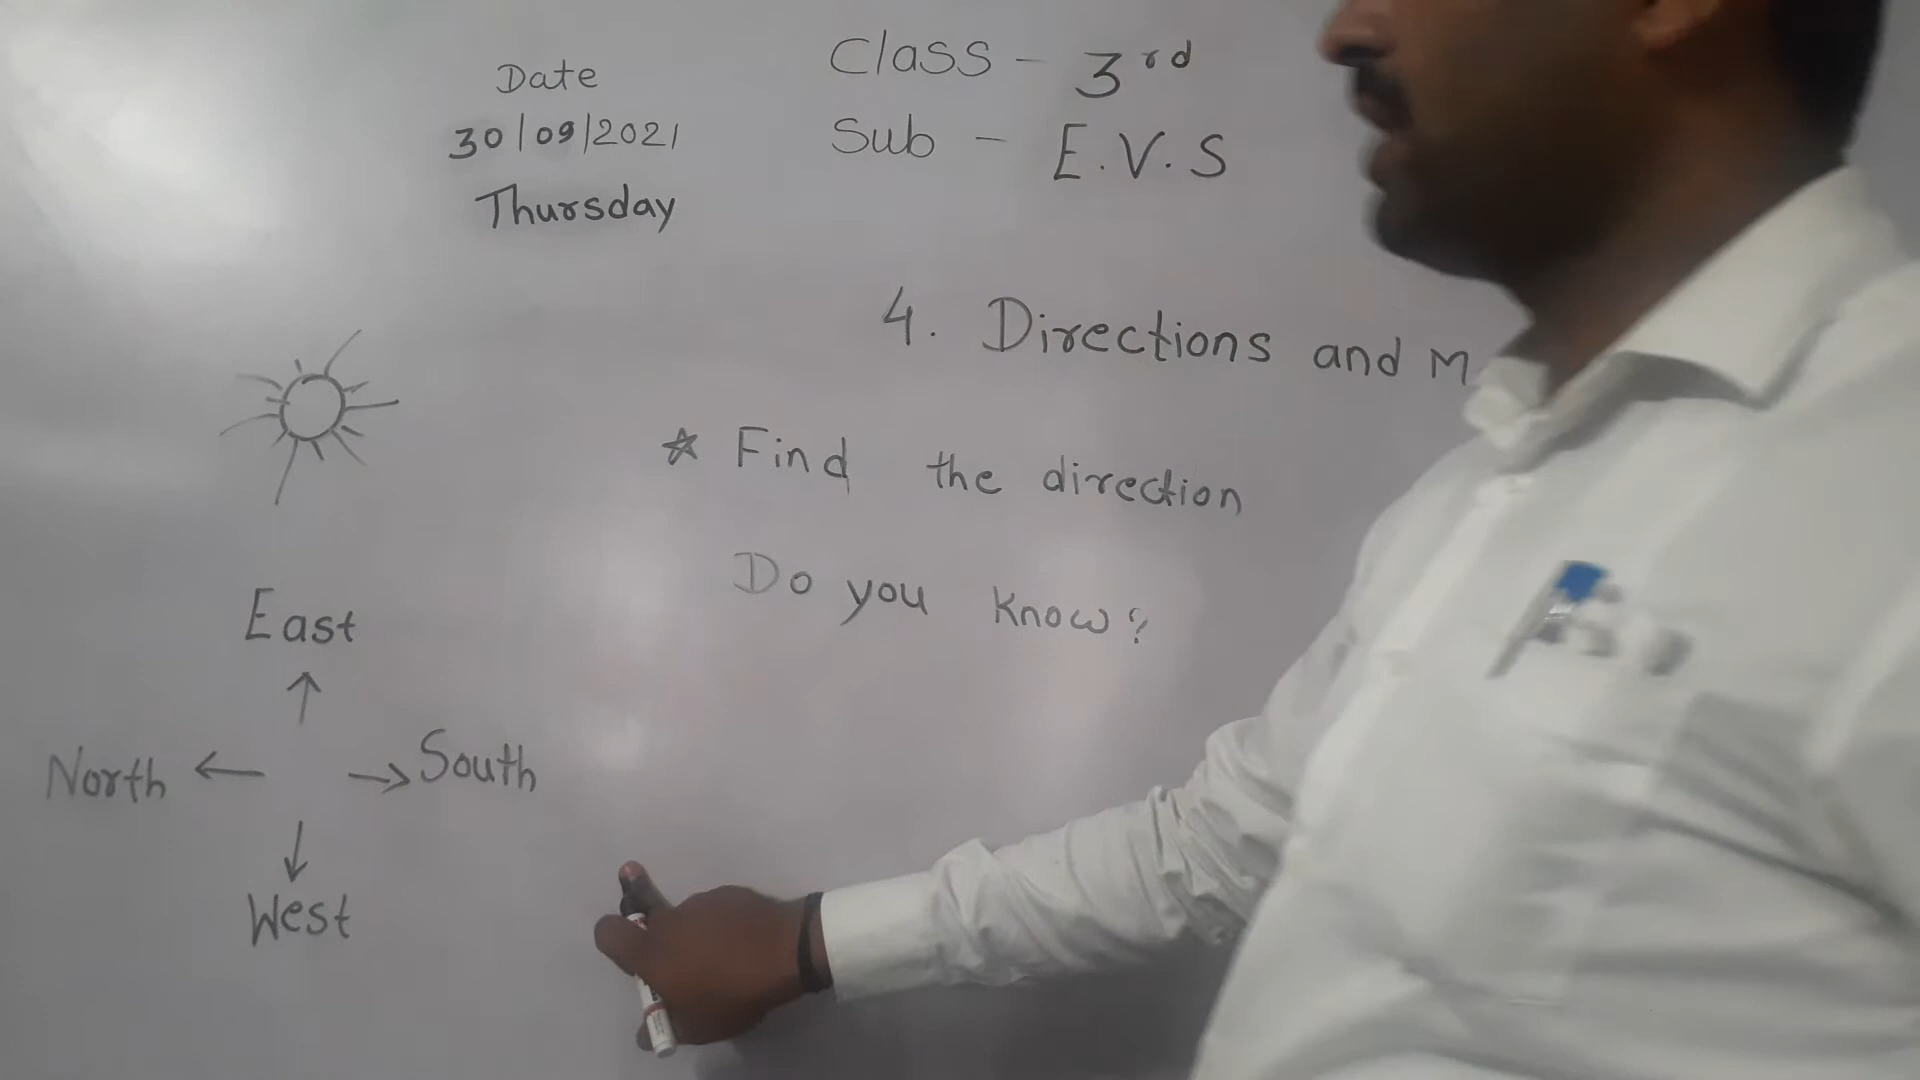 Date
30/09/2021
Thursday
Class - 3rd
Sub - E.V.S
4. Directions and M
* Find the direction
Do you know?
East
North ← → South
West